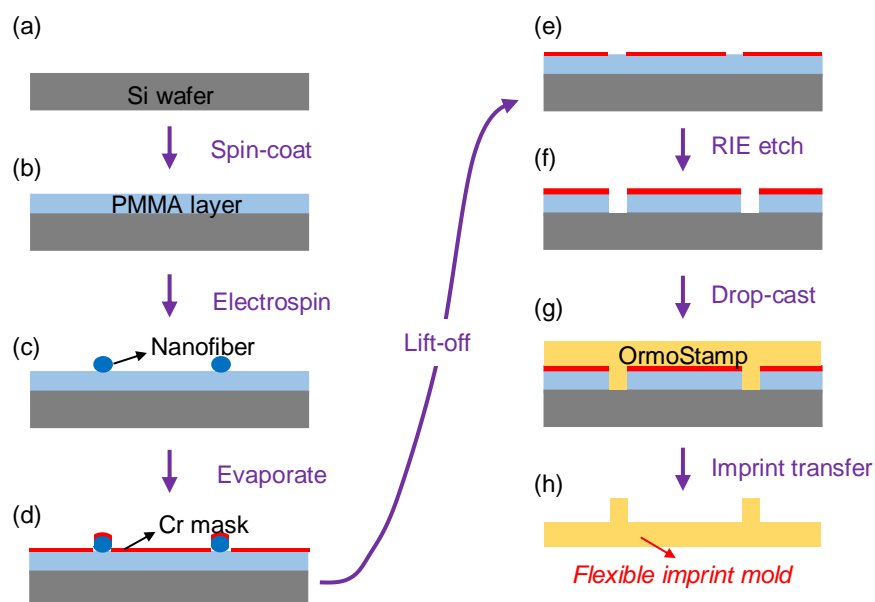 (a)
Si wafer
Spin-coat
(b)
PMMA layer
Electrospin
(c)
Nanofiber
Evaporate
(d)
Cr mask
Lift-off
(e)
RIE etch
(f)
Drop-cast
(g)
OrmoStamp
Imprint transfer
(h)
Flexible imprint mold